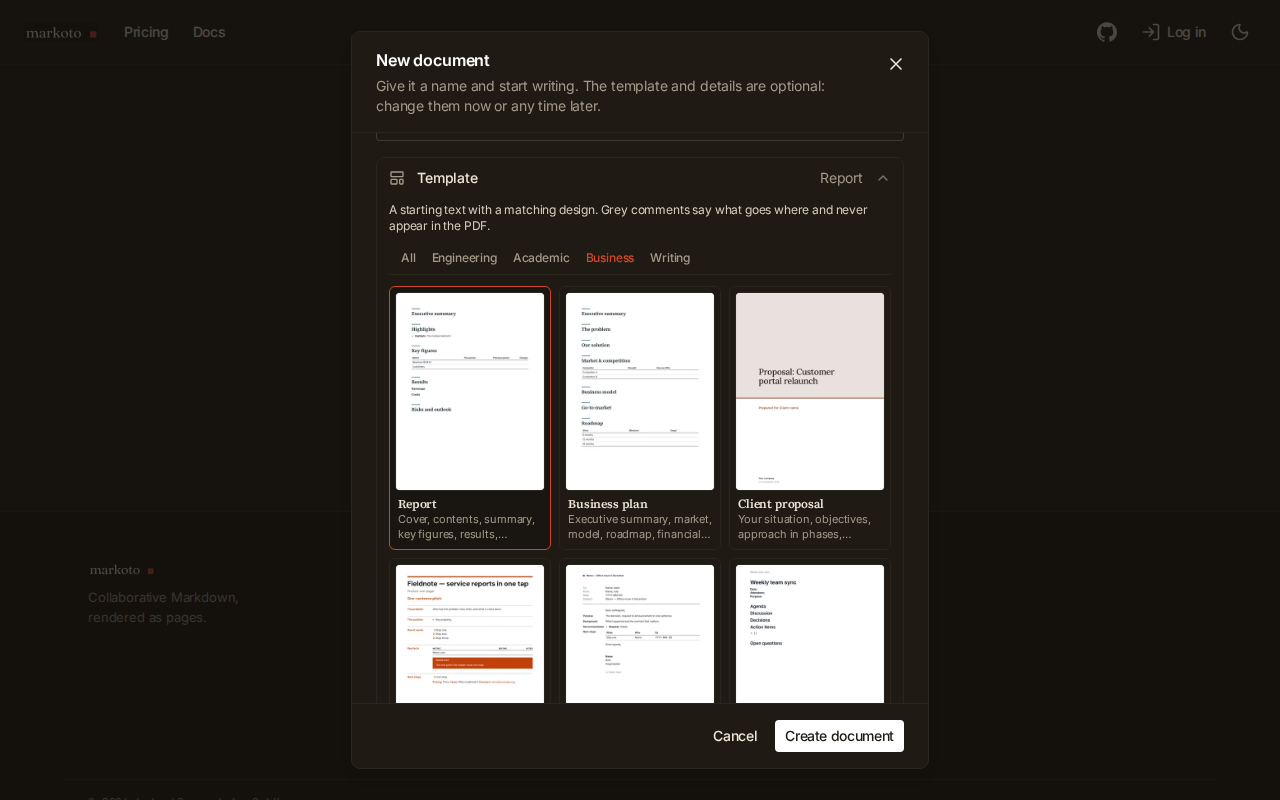 markoto
Pricing
Docs
Log in
New document
Give it a name and start writing. The template and details are optional:
change them now or any time later.
Template
Report
A starting text with a matching design. Grey comments say what goes where and never
appear in the PDF.
All
Engineering
Academic
Business
Writing
Executive summary
Highlights
Key figures
Results
Risks and outlook
Executive summary
The problem
Our solution
Market & competition
Business model
Go-to-market
Roadmap
Proposal: Customer
portal relaunch
Proposed for Client name
Report
Cover, contents, summary,
key figures, results,...
Business plan
Executive summary, market,
model, roadmap, financial...
Client proposal
Your situation, objectives,
approach in phases,...
Fieldnote — service reports in one tap
Weekly team sync
Agenda
Discussion
Decisions
Action items
Open questions
markoto
Collaborative Markdown,
rendered as pages.
Cancel
Create document